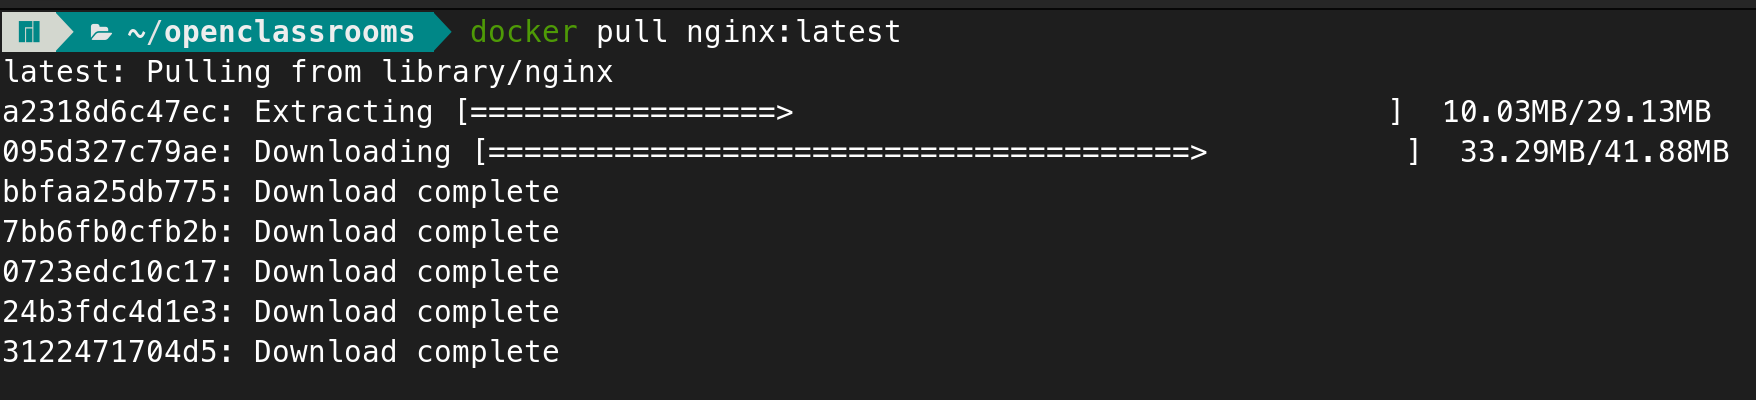 ~/openclassrooms docker pull nginx:latest
latest: Pulling from library/nginx
a2318d6c47ec: Extracting [=================>                                 ]  10.03MB/29.13MB
095d327c79ae: Downloading [=======================================>           ]  33.29MB/41.88MB
bbfaa25db775: Download complete
7bb6fb0cfb2b: Download complete
0723edc10c17: Download complete
24b3fdc4d1e3: Download complete
3122471704d5: Download complete